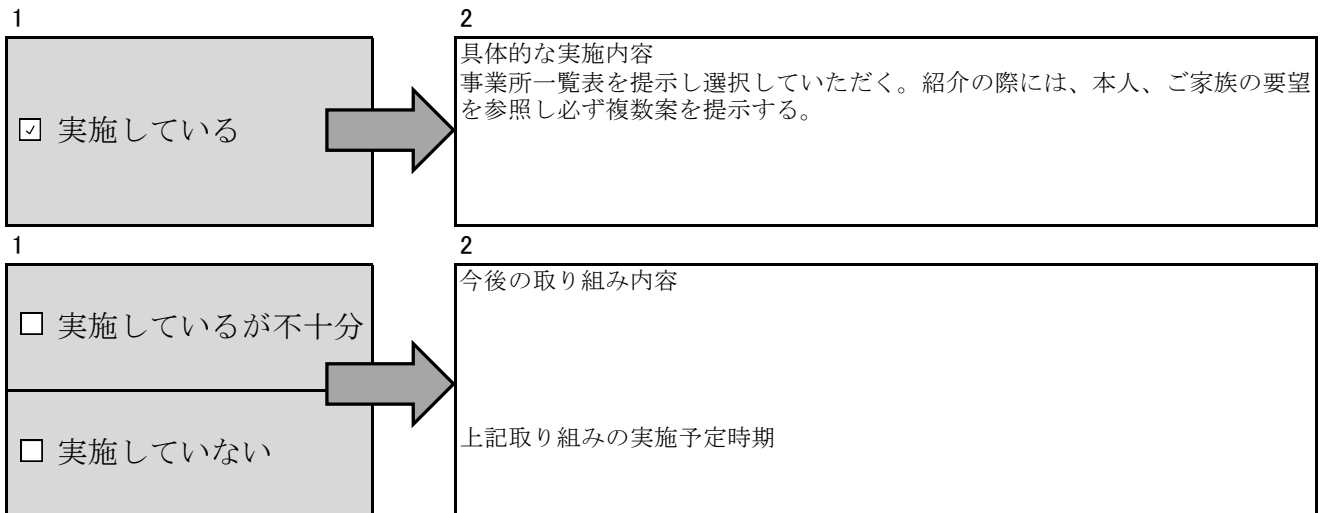 1
2
☑ 実施している
具体的な実施内容
事業所一覧表を提示し選択していただく。紹介の際には、本人、ご家族の要望
を参照し必ず複数案を提示する。
1
2
☐ 実施しているが不十分
☐ 実施していない
今後の取り組み内容
上記取り組みの実施予定時期